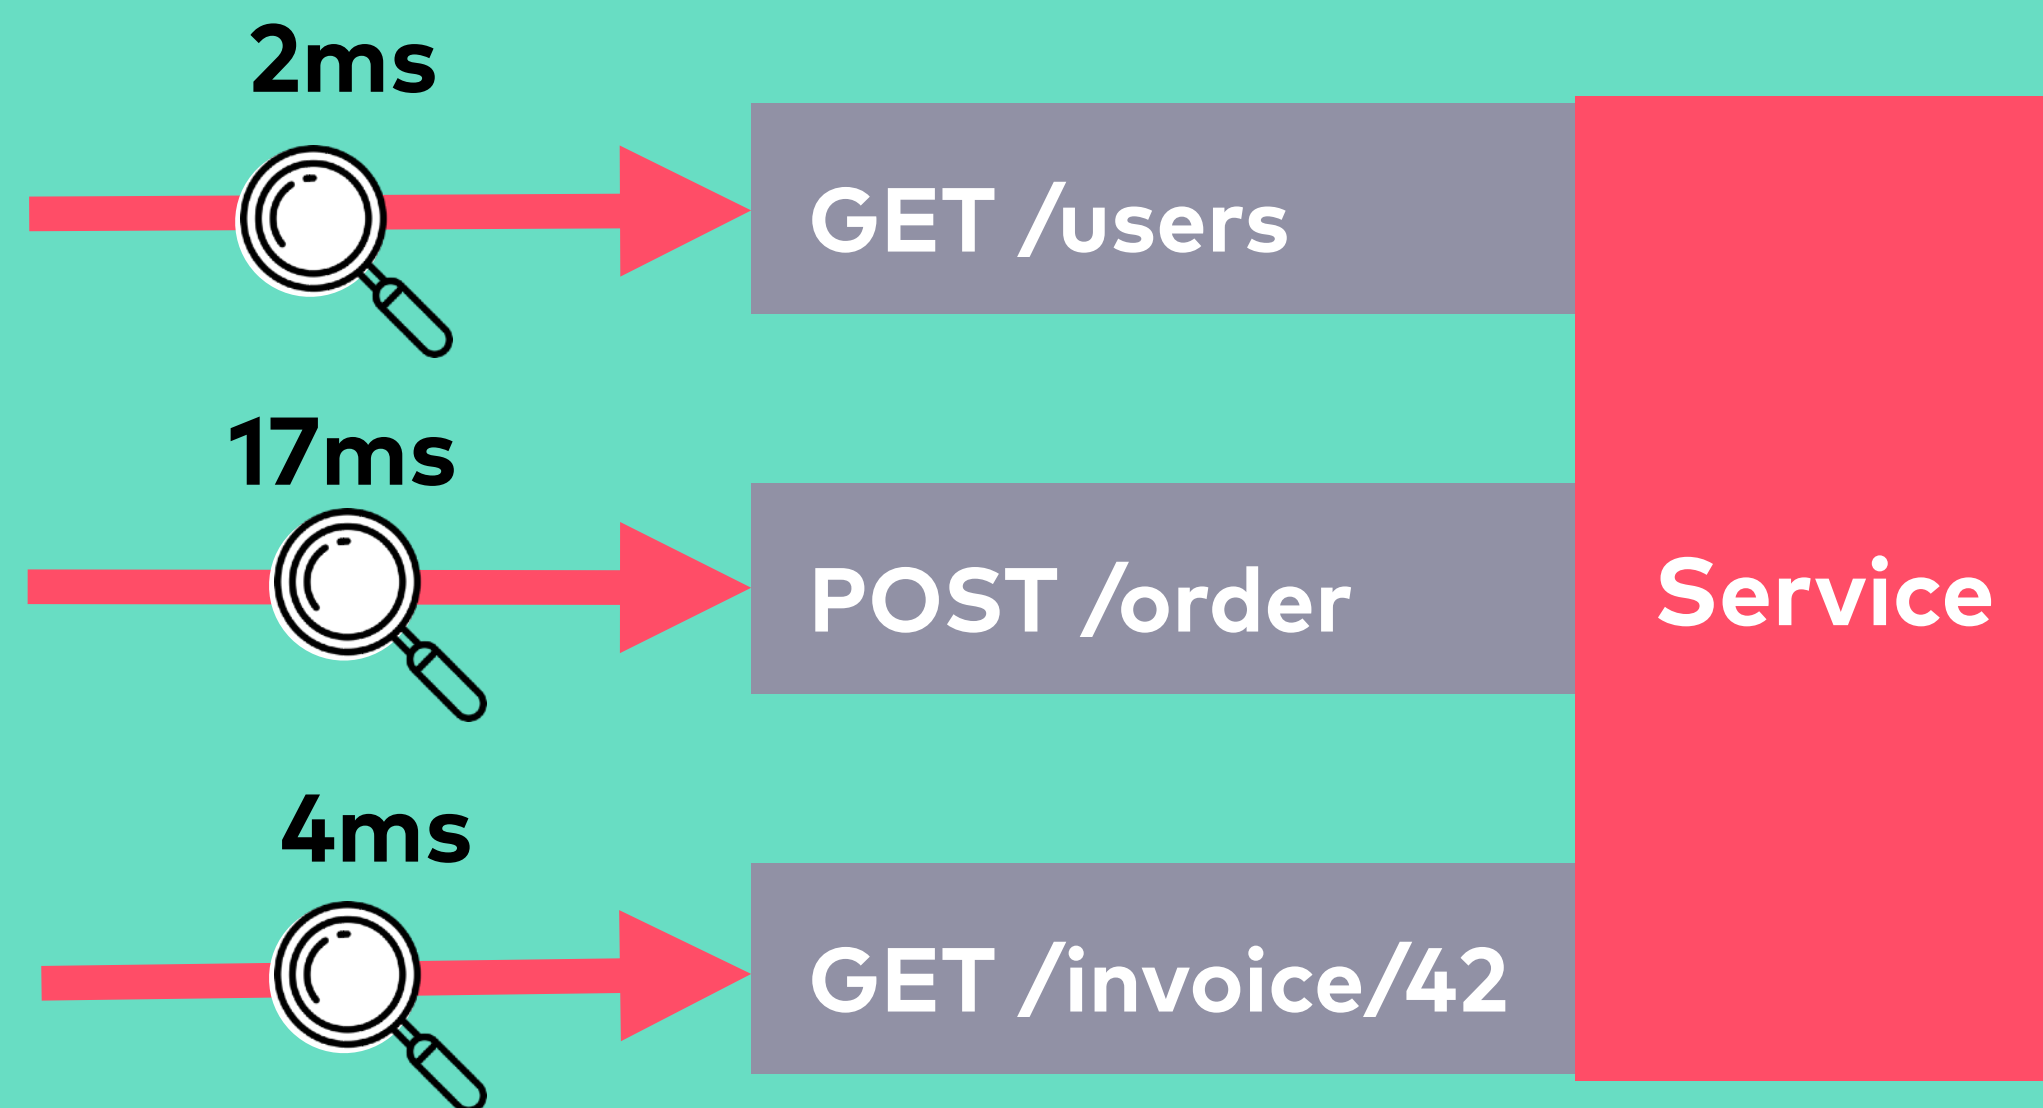 2ms
GET /users
17ms
POST /order
Service
4ms
GET /invoice/42